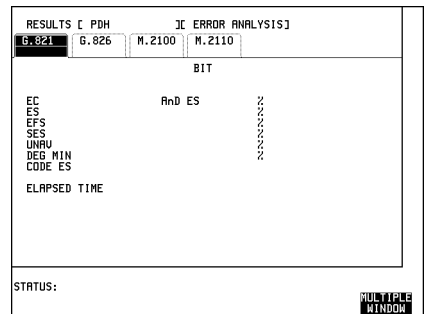 RESULTS [ PDH ][ ERROR ANALYSIS]
G.821 G.826 M.2100 M.2110
BIT
EC AnD ES %
ES %
EFS %
SES %
UNAV %
DEG MIN %
CODE ES
ELAPSED TIME
STATUS:
MULTIPLE
WINDOW